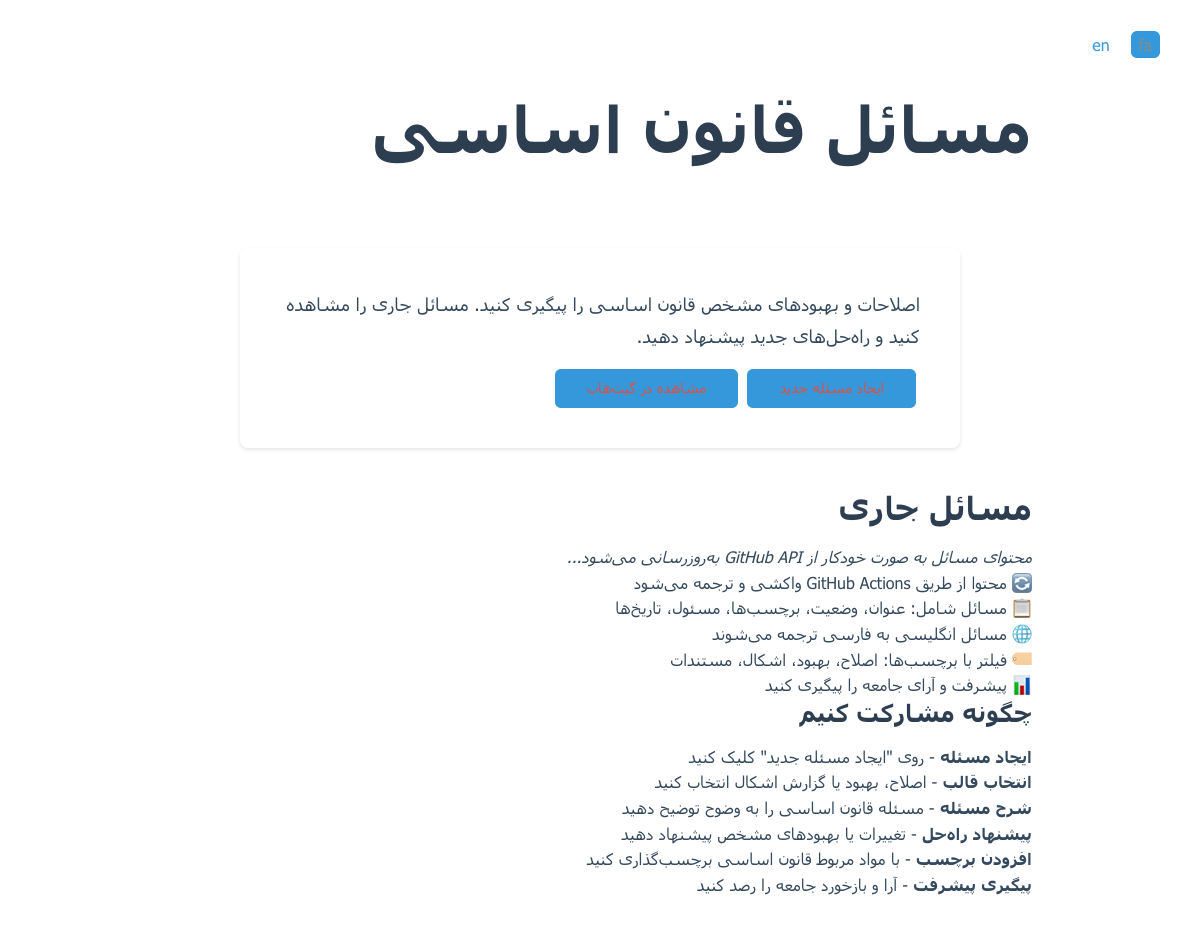 fa en
مسائل قانون اساسی
اصلاحات و بهبودهای مشخص قانون اساسی را پیگیری کنید. مسائل جاری را مشاهده
کنید و راه‌حل‌های جدید پیشنهاد دهید.
ایجاد مسئله جدید مشاهده در گیت‌هاب
مسائل جاری
محتوای مسائل به صورت خودکار از GitHub API به‌روزرسانی می‌شود...
🔄 محتوا از طریق GitHub Actions واکشی و ترجمه می‌شود
📋 مسائل شامل: عنوان، وضعیت، برچسب‌ها، مسئول، تاریخ‌ها
🌐 مسائل انگلیسی به فارسی ترجمه می‌شوند
🏷️ فیلتر با برچسب‌ها: اصلاح، بهبود، اشکال، مستندات
📊 پیشرفت و آرای جامعه را پیگیری کنید
چگونه مشارکت کنیم
ایجاد مسئله - روی "ایجاد مسئله جدید" کلیک کنید
انتخاب قالب - اصلاح، بهبود یا گزارش اشکال انتخاب کنید
شرح مسئله - مسئله قانون اساسی را به وضوح توضیح دهید
پیشنهاد راه‌حل - تغییرات یا بهبودهای مشخص پیشنهاد دهید
افزودن برچسب - با مواد مربوط قانون اساسی برچسب‌گذاری کنید
پیگیری پیشرفت - آرا و بازخورد جامعه را رصد کنید